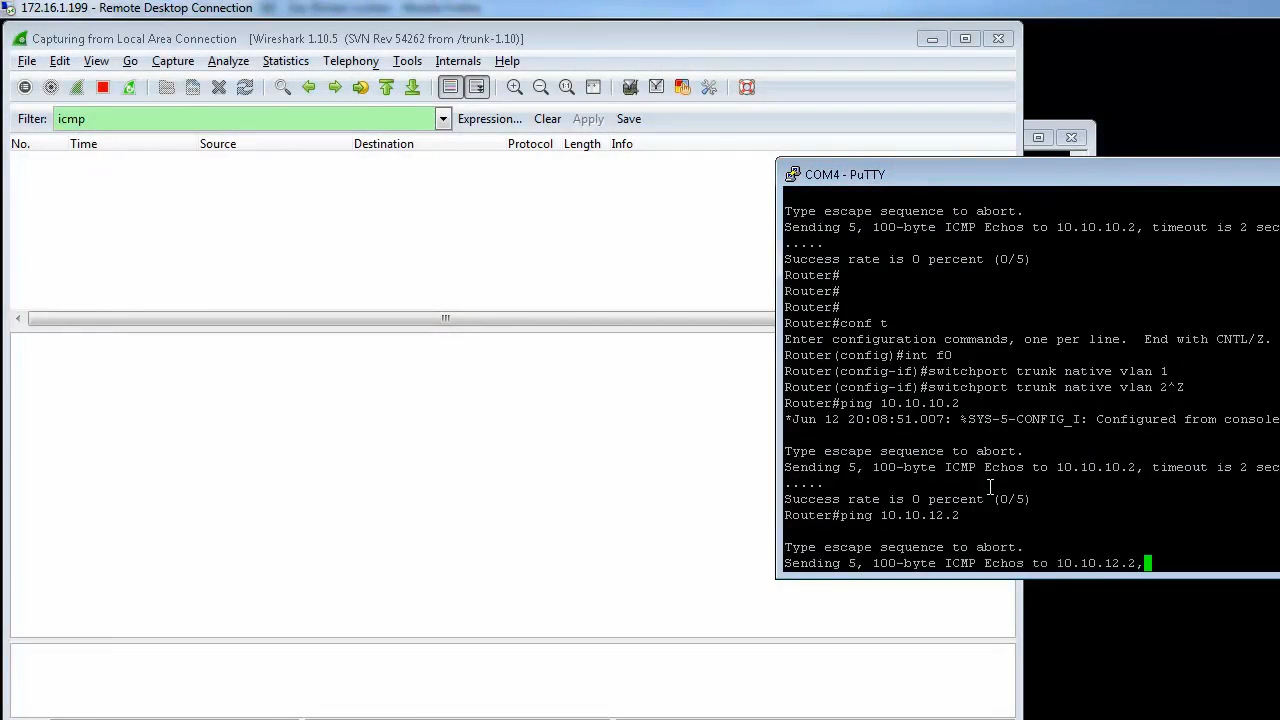 172.16.1.199 - Remote Desktop Connection
Capturing from Local Area Connection [Wireshark 1.10.5 (SVN Rev 54262 from /trunk-1.10)]
File Edit View Go Capture Analyze Statistics Telephony Tools Internals Help
Filter: icmp Expression... Clear Apply Save
No. Time Source Destination Protocol Length Info
COM4 - PuTTY
Type escape sequence to abort.
Sending 5, 100-byte ICMP Echos to 10.10.10.2, timeout is 2 sec
.....
Success rate is 0 percent (0/5)
Router#
Router#
Router#
Router#conf t
Enter configuration commands, one per line. End with CNTL/Z.
Router(config)#int f0
Router(config-if)#switchport trunk native vlan 1
Router(config-if)#switchport trunk native vlan 2^Z
Router#ping 10.10.10.2
*Jun 12 20:08:51.007: %SYS-5-CONFIG_I: Configured from console
Type escape sequence to abort.
Sending 5, 100-byte ICMP Echos to 10.10.10.2, timeout is 2 sec
.....
Success rate is 0 percent (0/5)
Router#ping 10.10.12.2
Type escape sequence to abort.
Sending 5, 100-byte ICMP Echos to 10.10.12.2,